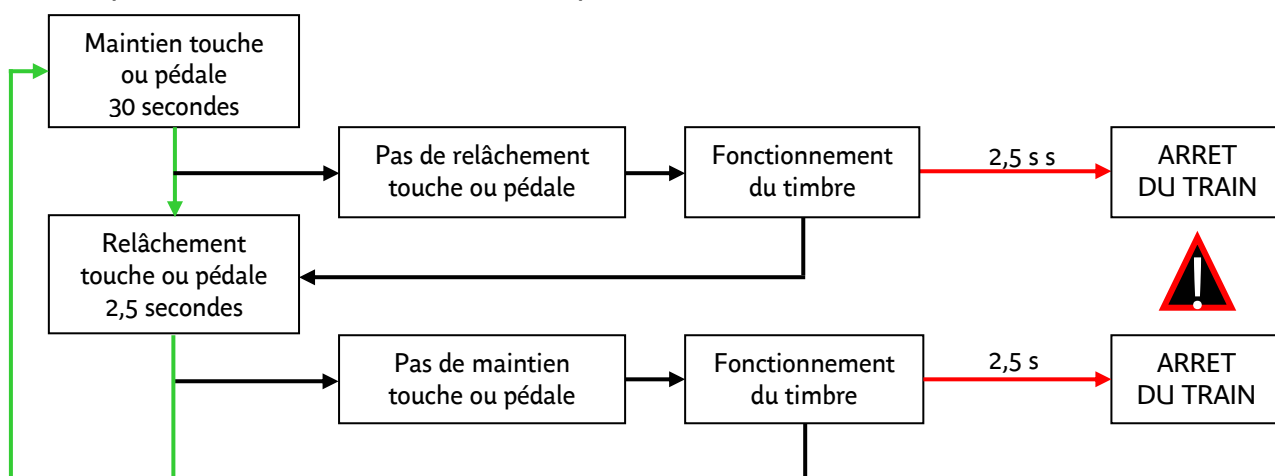 Maintien touche
ou pédale
30 secondes
Pas de relâchement
touche ou pédale
Fonctionnement
du timbre
2,5 s s
ARRET
DU TRAIN
Relâchement
touche ou pédale
2,5 secondes
!
Pas de maintien
touche ou pédale
Fonctionnement
du timbre
2,5 s
ARRET
DU TRAIN